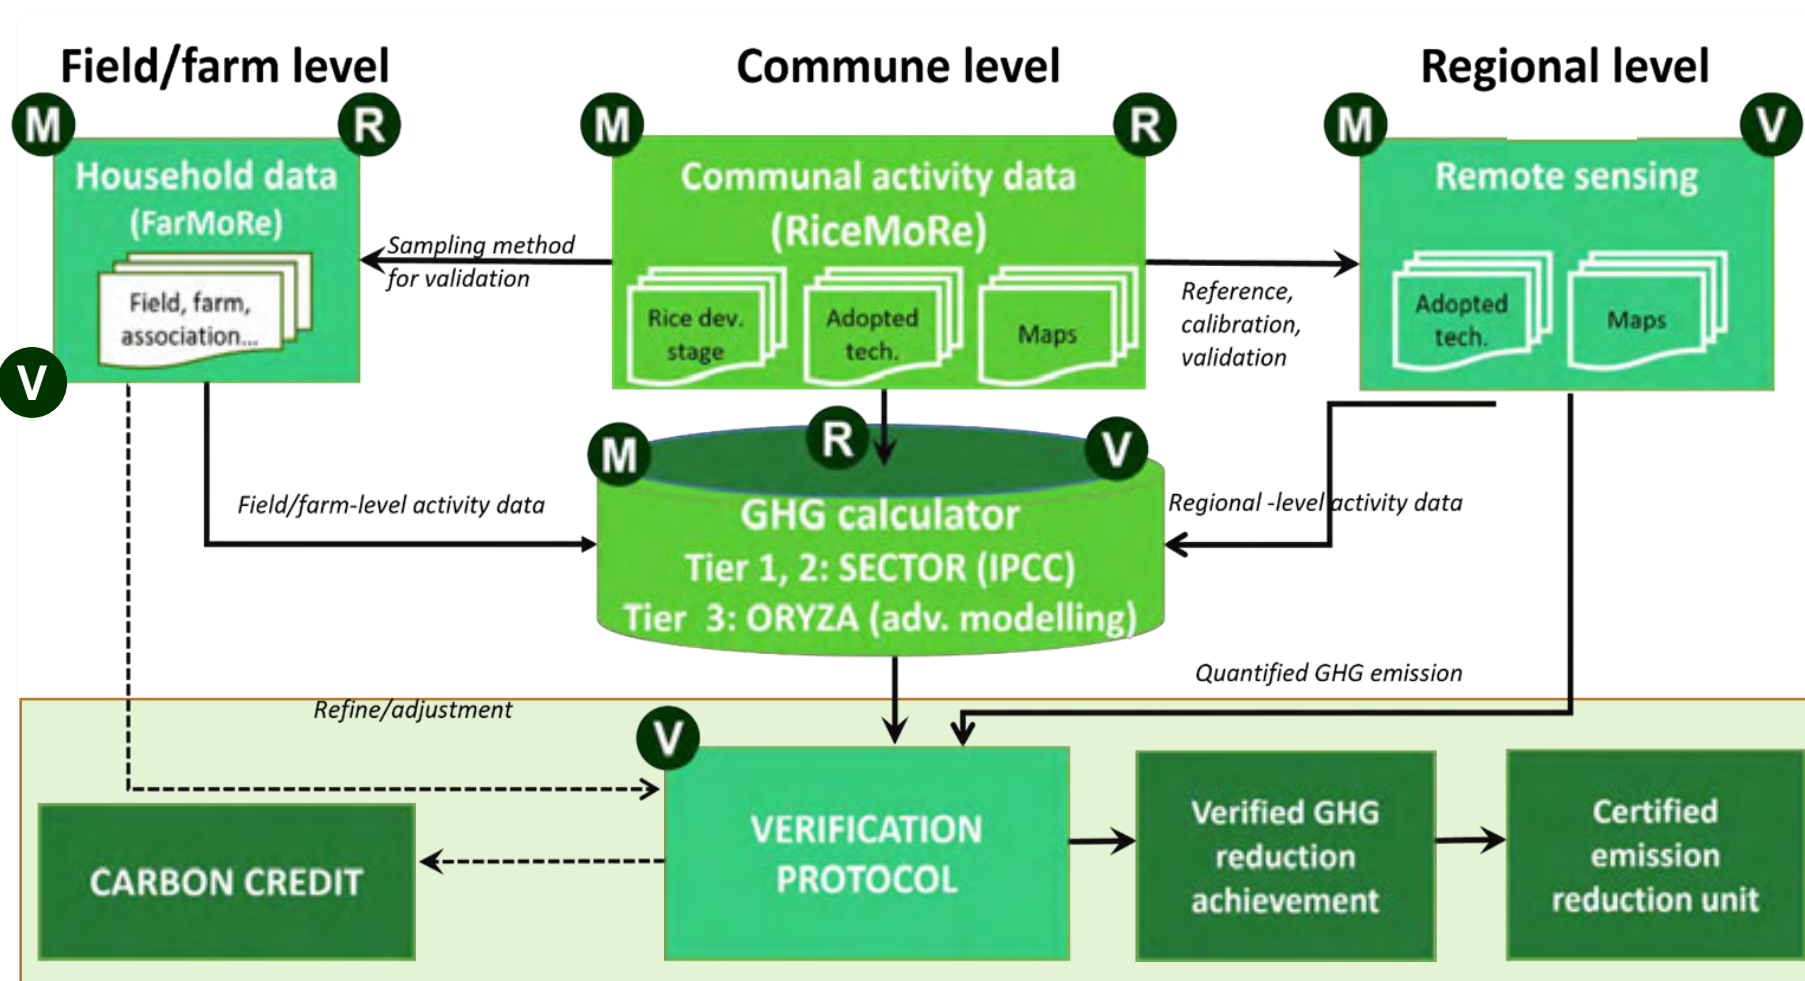 Field/farm level
Commune level
Regional level
M
R
M
R
M
V
Household data
(FarMoRe)
Field, farm,
association...
V
Sampling method
for validation
Communal activity data
(RiceMoRe)
Rice dev.
stage
Adopted
tech.
Maps
Reference,
calibration,
validation
Remote sensing
Adopted
tech.
Maps
M
R
V
GHG calculator
Tier 1, 2: SECTOR (IPCC)
Tier 3: ORYZA (adv. modelling)
Field/farm-level activity data
Regional -level activity data
Quantified GHG emission
Refine/adjustment
V
CARBON CREDIT
VERIFICATION
PROTOCOL
Verified GHG
reduction
achievement
Certified
emission
reduction unit